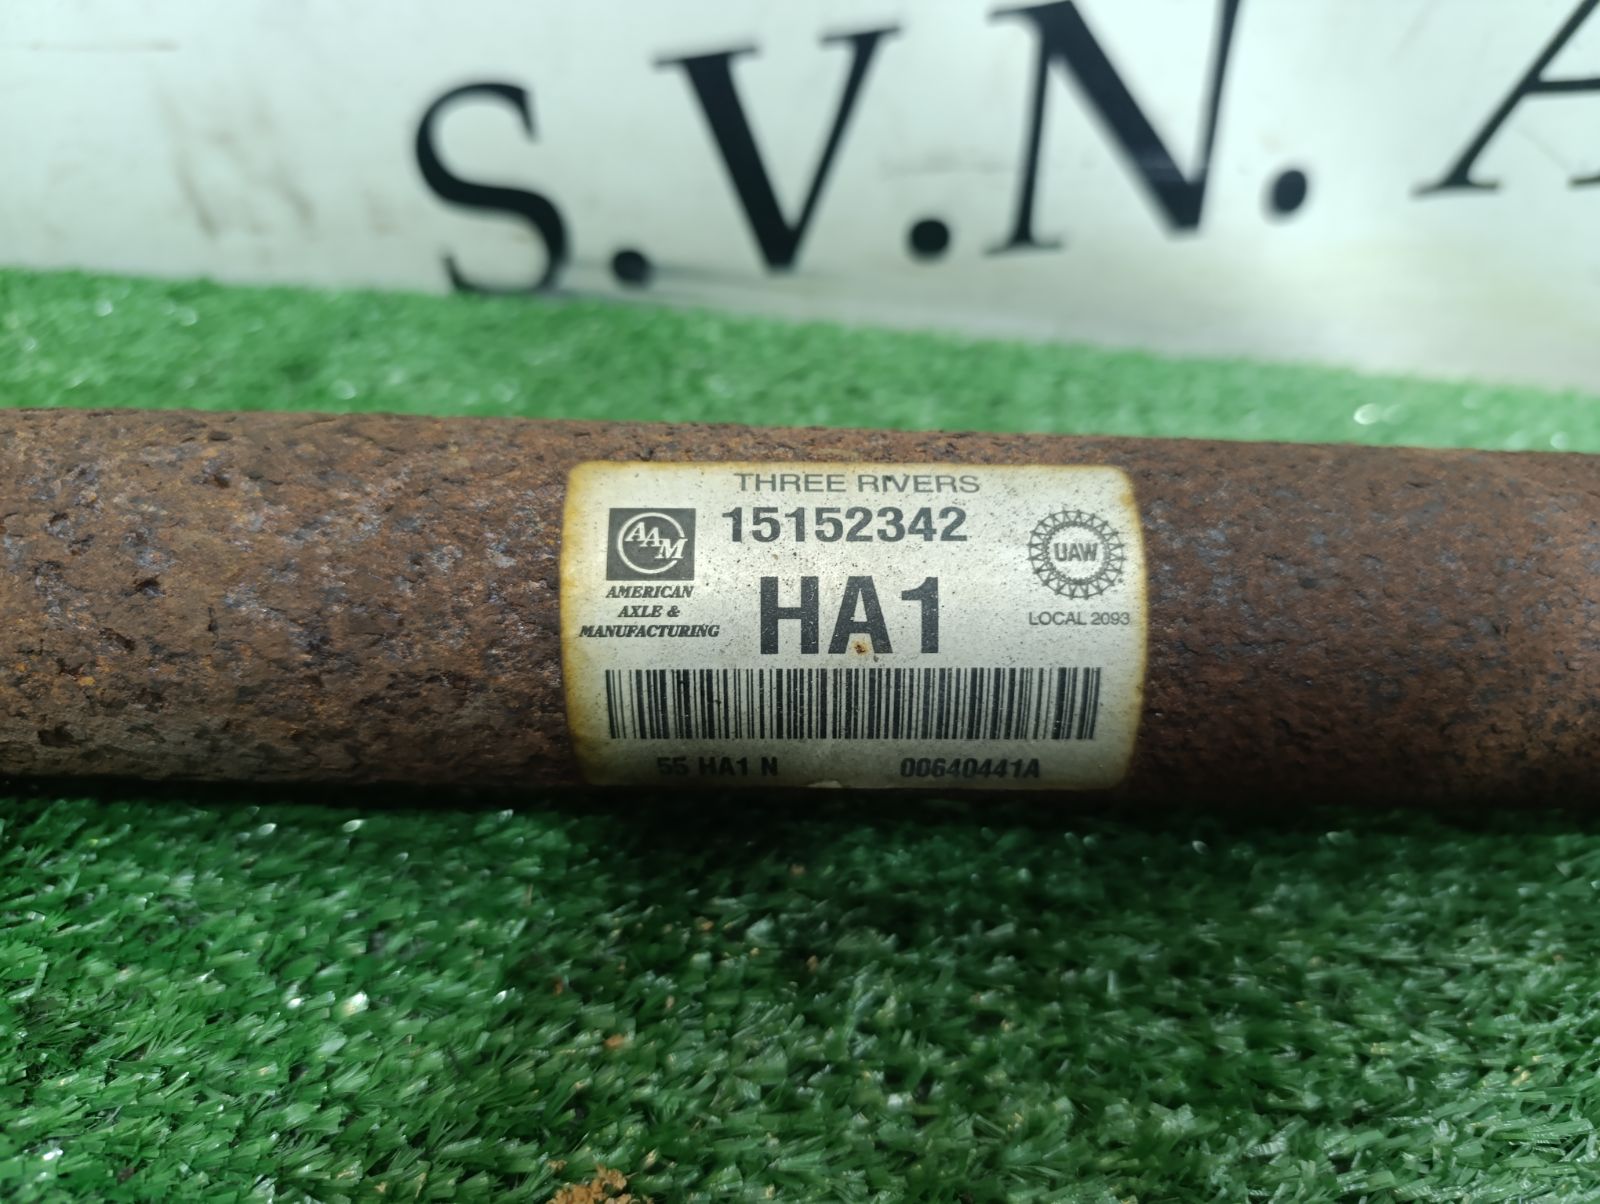 S.V.N. A
THREE RIVERS
15152342
AAM
AMERICAN
AXLE &
MANUFACTURING
HA1
UAW
LOCAL 2093
55 HA1 N
00640441A